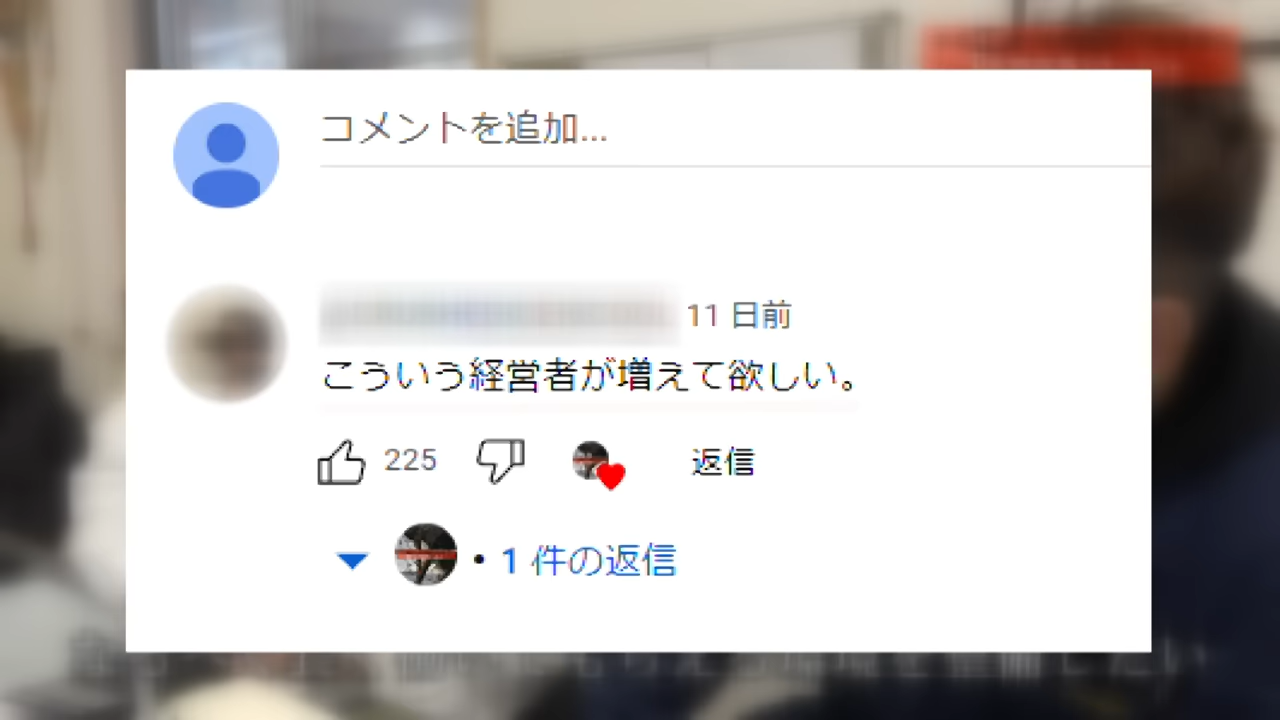 コメントを追加...
11 日前
こういう経営者が増えて欲しい。
225
返信
• 1 件の返信